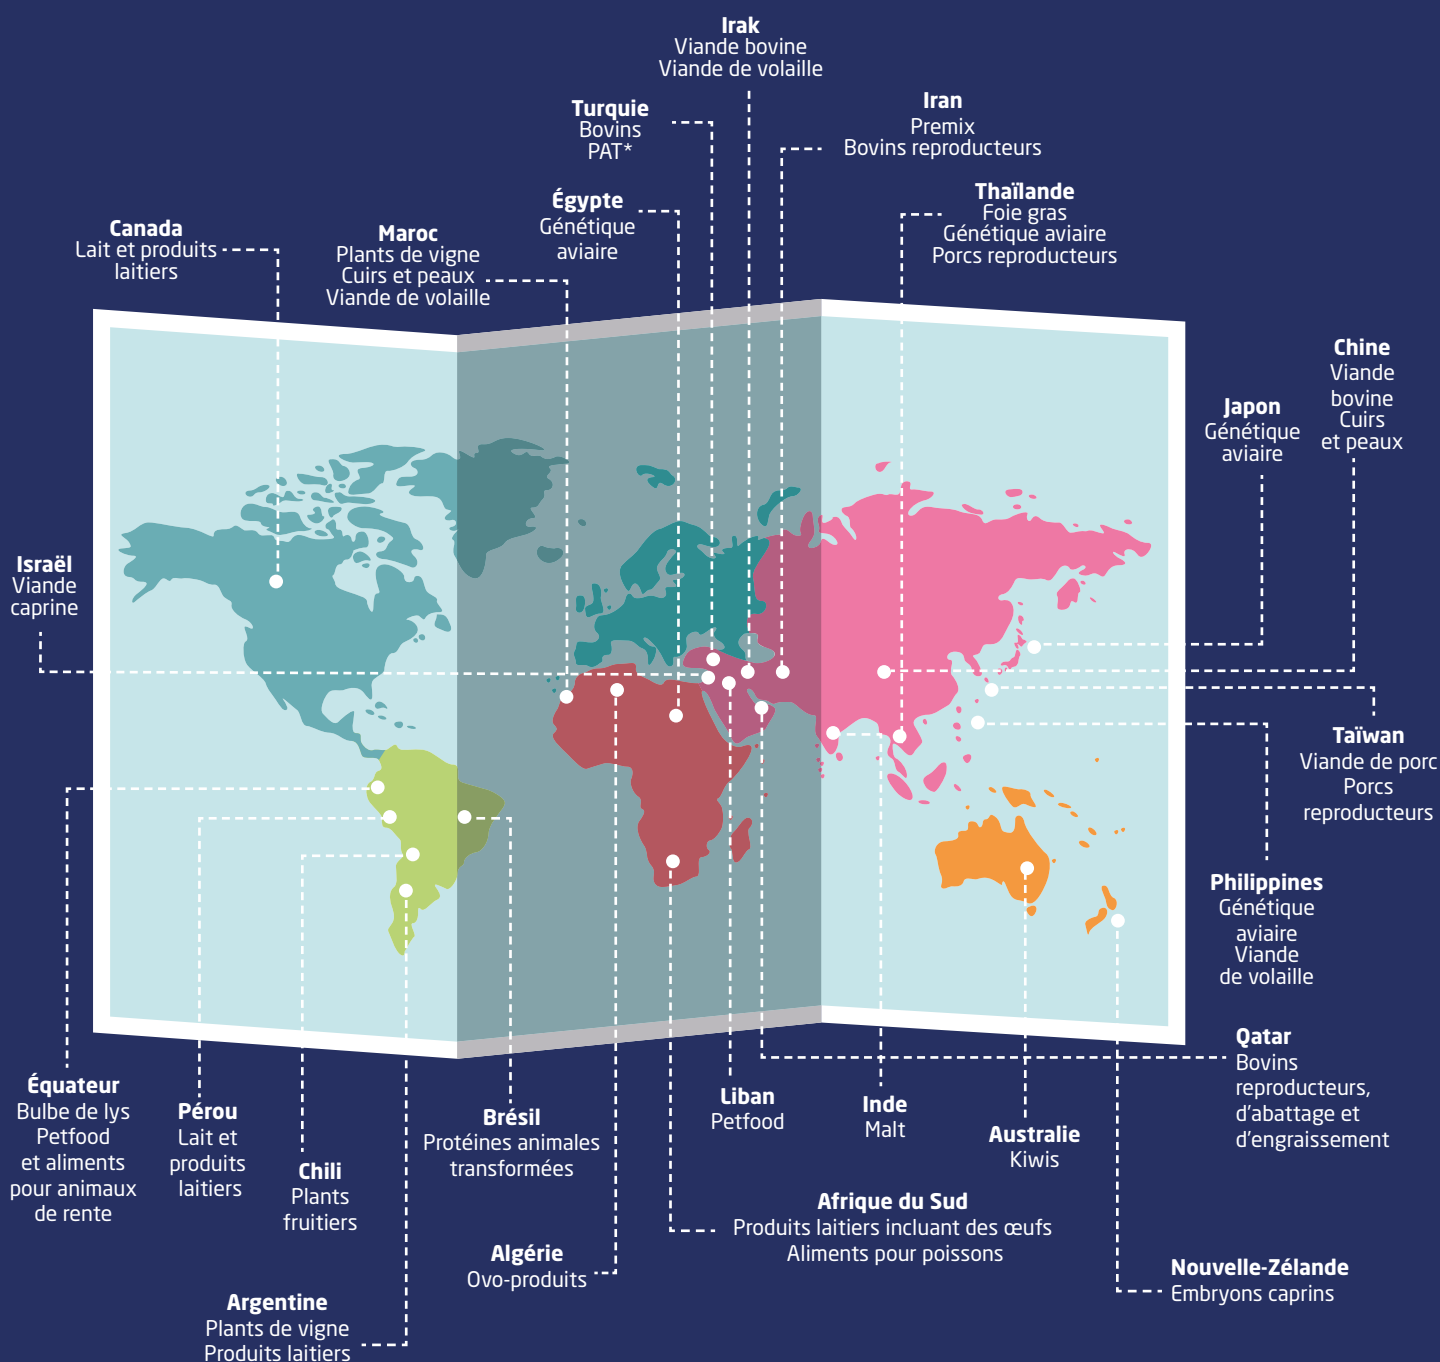 Irak
Viande bovine
Viande de volaille
Turquie
Bovins
PAT*
Iran
Premix
Bovins reproducteurs
Égypte
Génétique
aviaire
Thaïlande
Foie gras
Génétique aviaire
Porcs reproducteurs
Canada
Lait et produits
laitiers
Maroc
Plants de vigne
Cuirs et peaux
Viande de volaille
Chine
Viande
bovine
Cuirs
et peaux
Japon
Génétique
aviaire
Israël
Viande
caprine
Taïwan
Viande de porc
Porcs
reproducteurs
Philippines
Génétique
aviaire
Viande
de volaille
Qatar
Bovins
reproducteurs,
d'abattage et
d'engraissement
Équateur
Bulbe de lys
Petfood
et aliments
pour animaux
de rente
Pérou
Lait et
produits
laitiers
Chili
Plants
fruitiers
Brésil
Protéines animales
transformées
Liban
Petfood
Inde
Malt
Australie
Kiwis
Afrique du Sud
Produits laitiers incluant des œufs
Aliments pour poissons
Algérie
Ovo-produits
Nouvelle-Zélande
Embryons caprins
Argentine
Plants de vigne
Produits laitiers